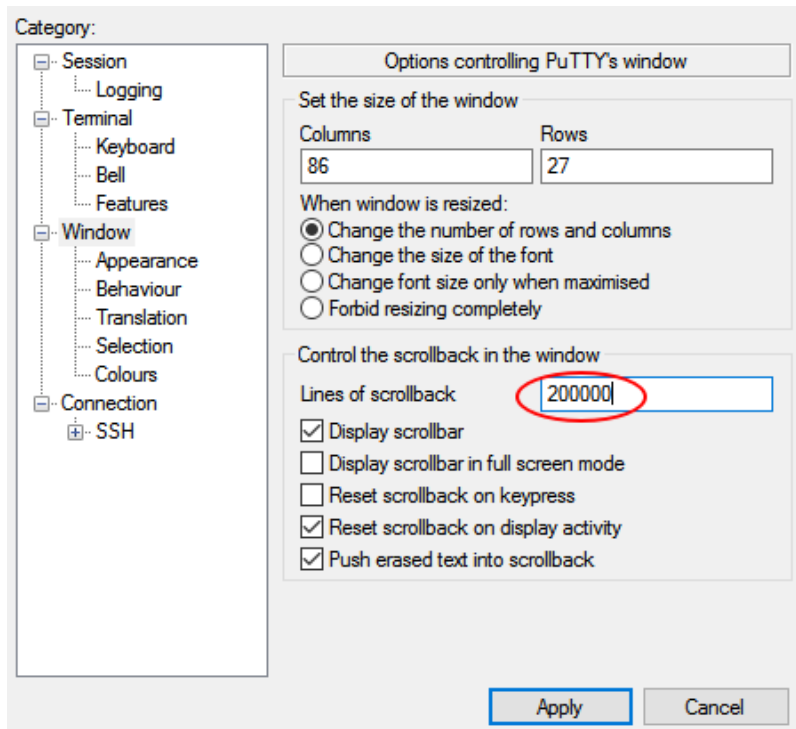 Category:
Session
Logging
Terminal
Keyboard
Bell
Features
Window
Appearance
Behaviour
Translation
Selection
Colours
Connection
SSH
Options controlling PuTTY's window
Set the size of the window
Columns Rows
86 27
When window is resized:
Change the number of rows and columns
Change the size of the font
Change font size only when maximised
Forbid resizing completely
Control the scrollback in the window
Lines of scrollback 200000
Display scrollbar
Display scrollbar in full screen mode
Reset scrollback on keypress
Reset scrollback on display activity
Push erased text into scrollback
Apply Cancel